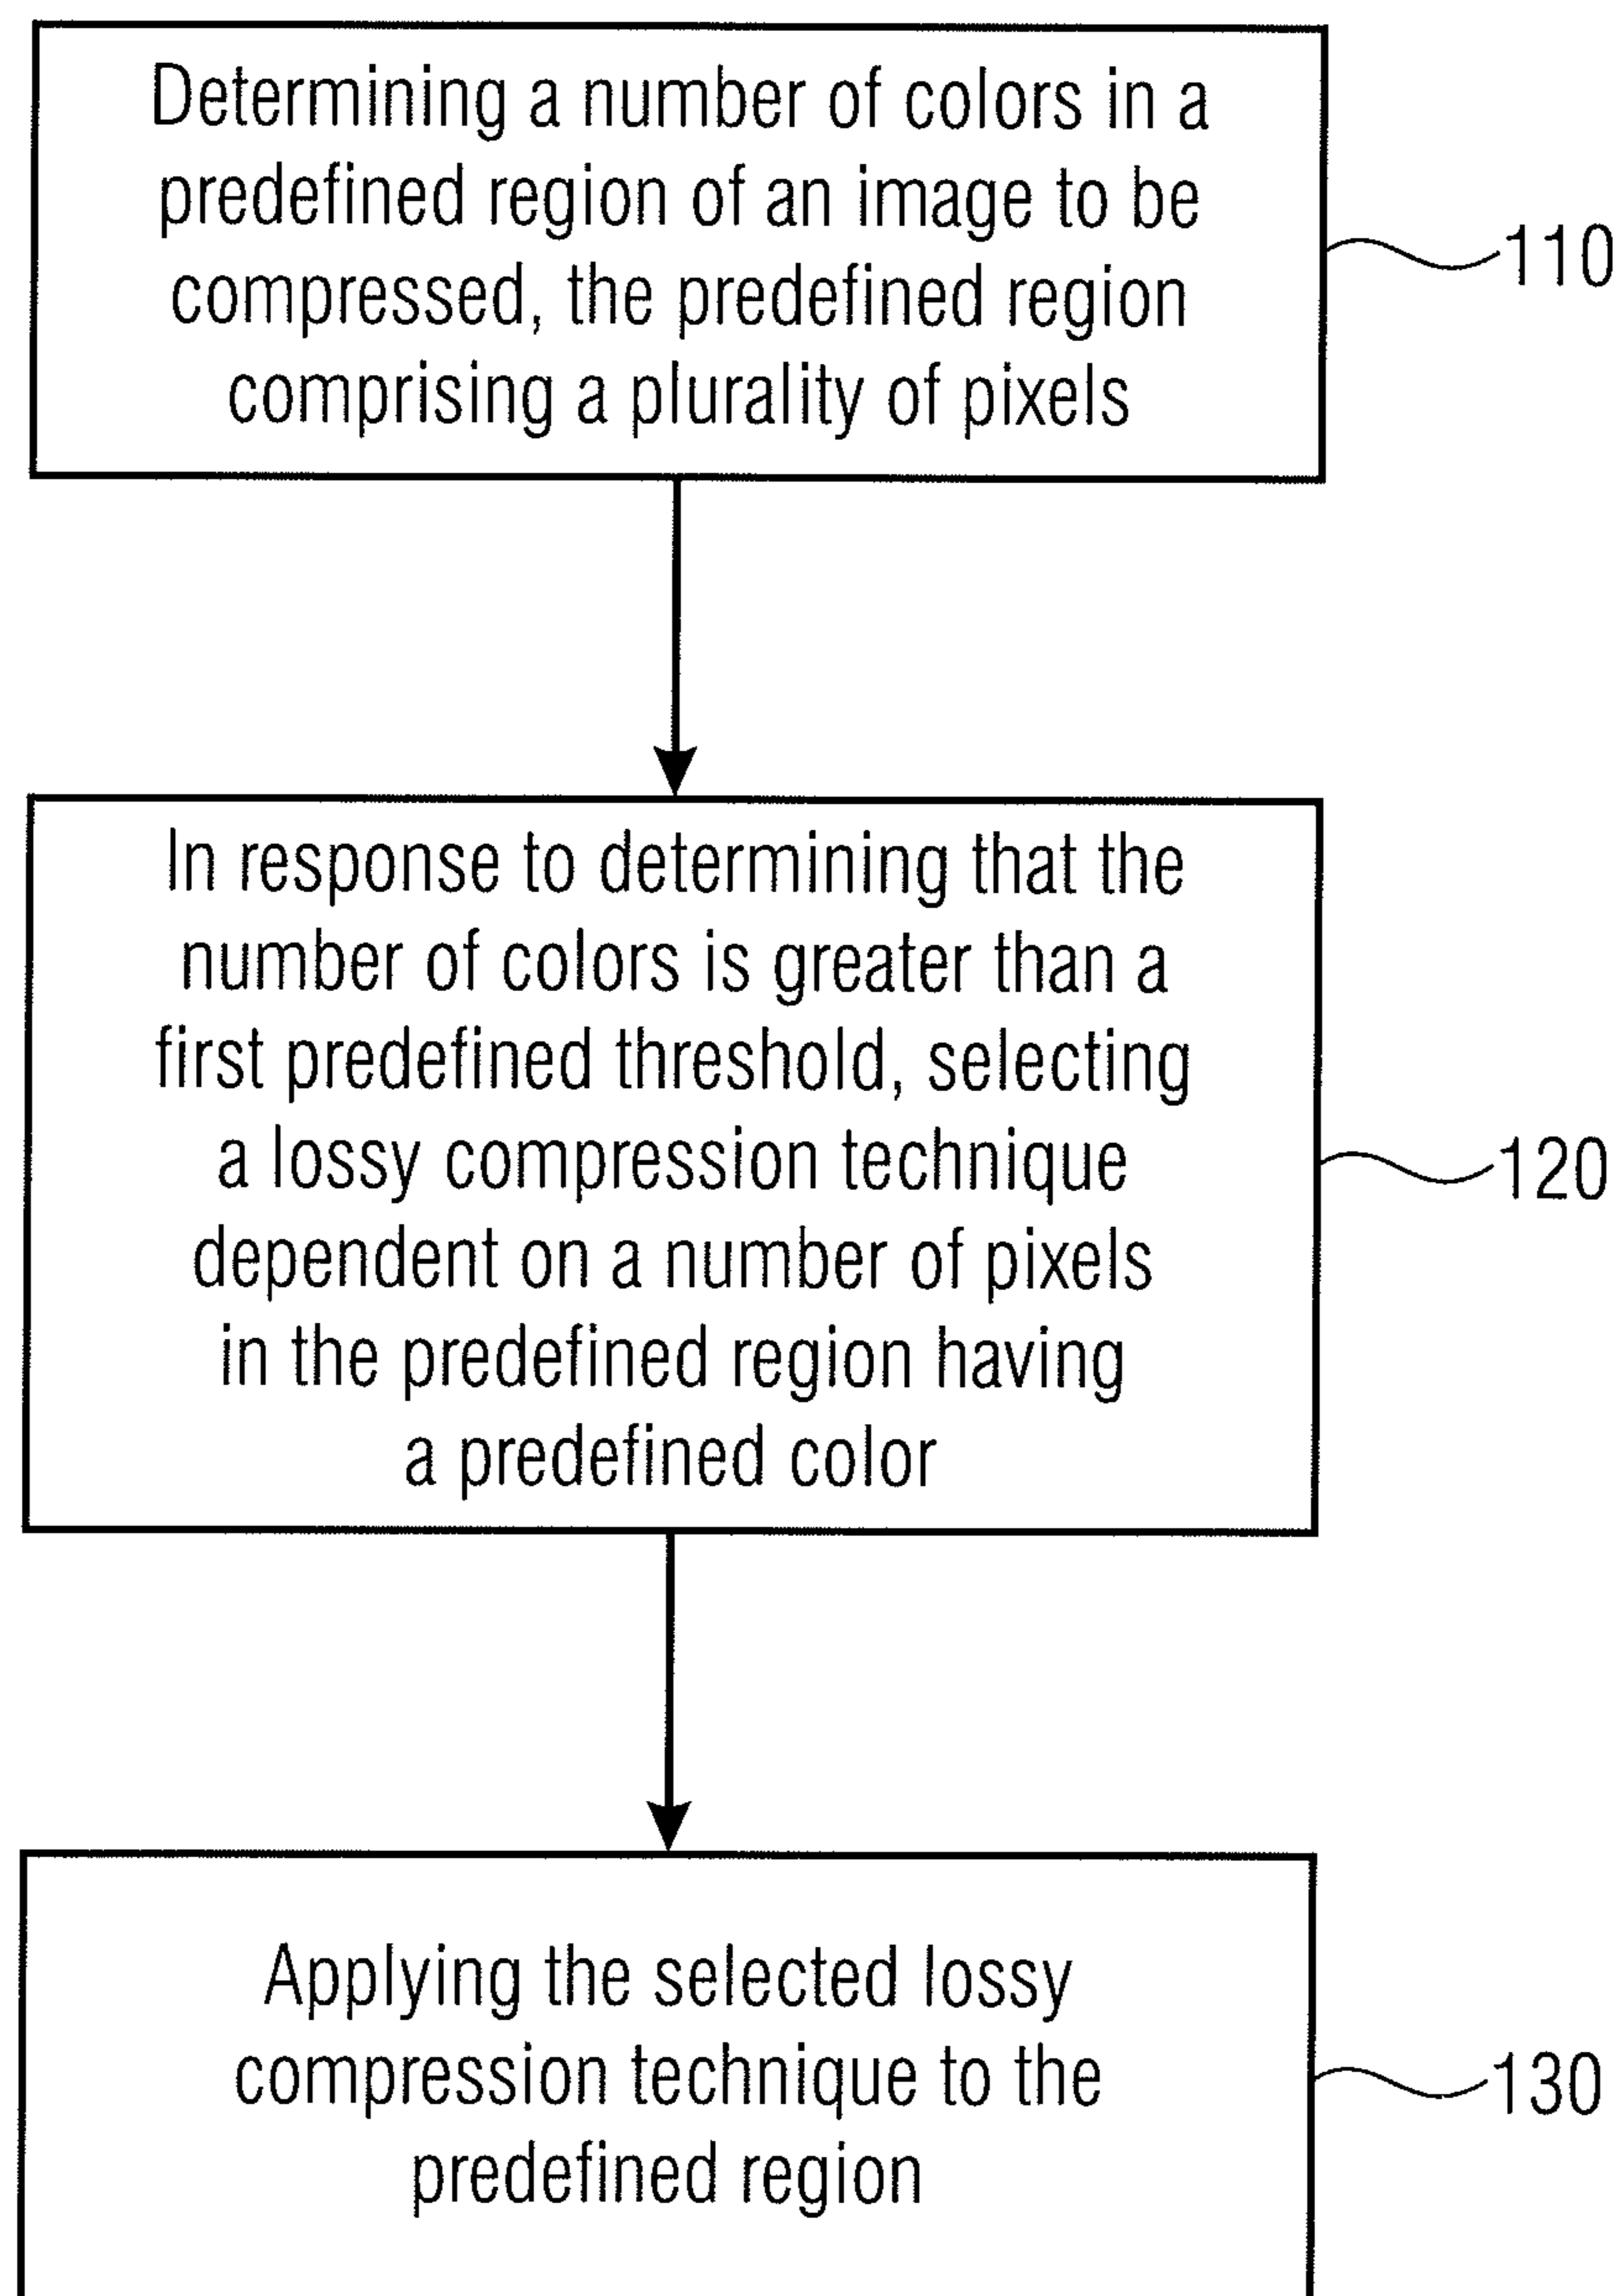 Determining a number of colors in a
predefined region of an image to be
compressed, the predefined region
comprising a plurality of pixels
110
In response to determining that the
number of colors is greater than a
first predefined threshold, selecting
a lossy compression technique
dependent on a number of pixels
in the predefined region having
a predefined color
120
Applying the selected lossy
compression technique to the
predefined region
130